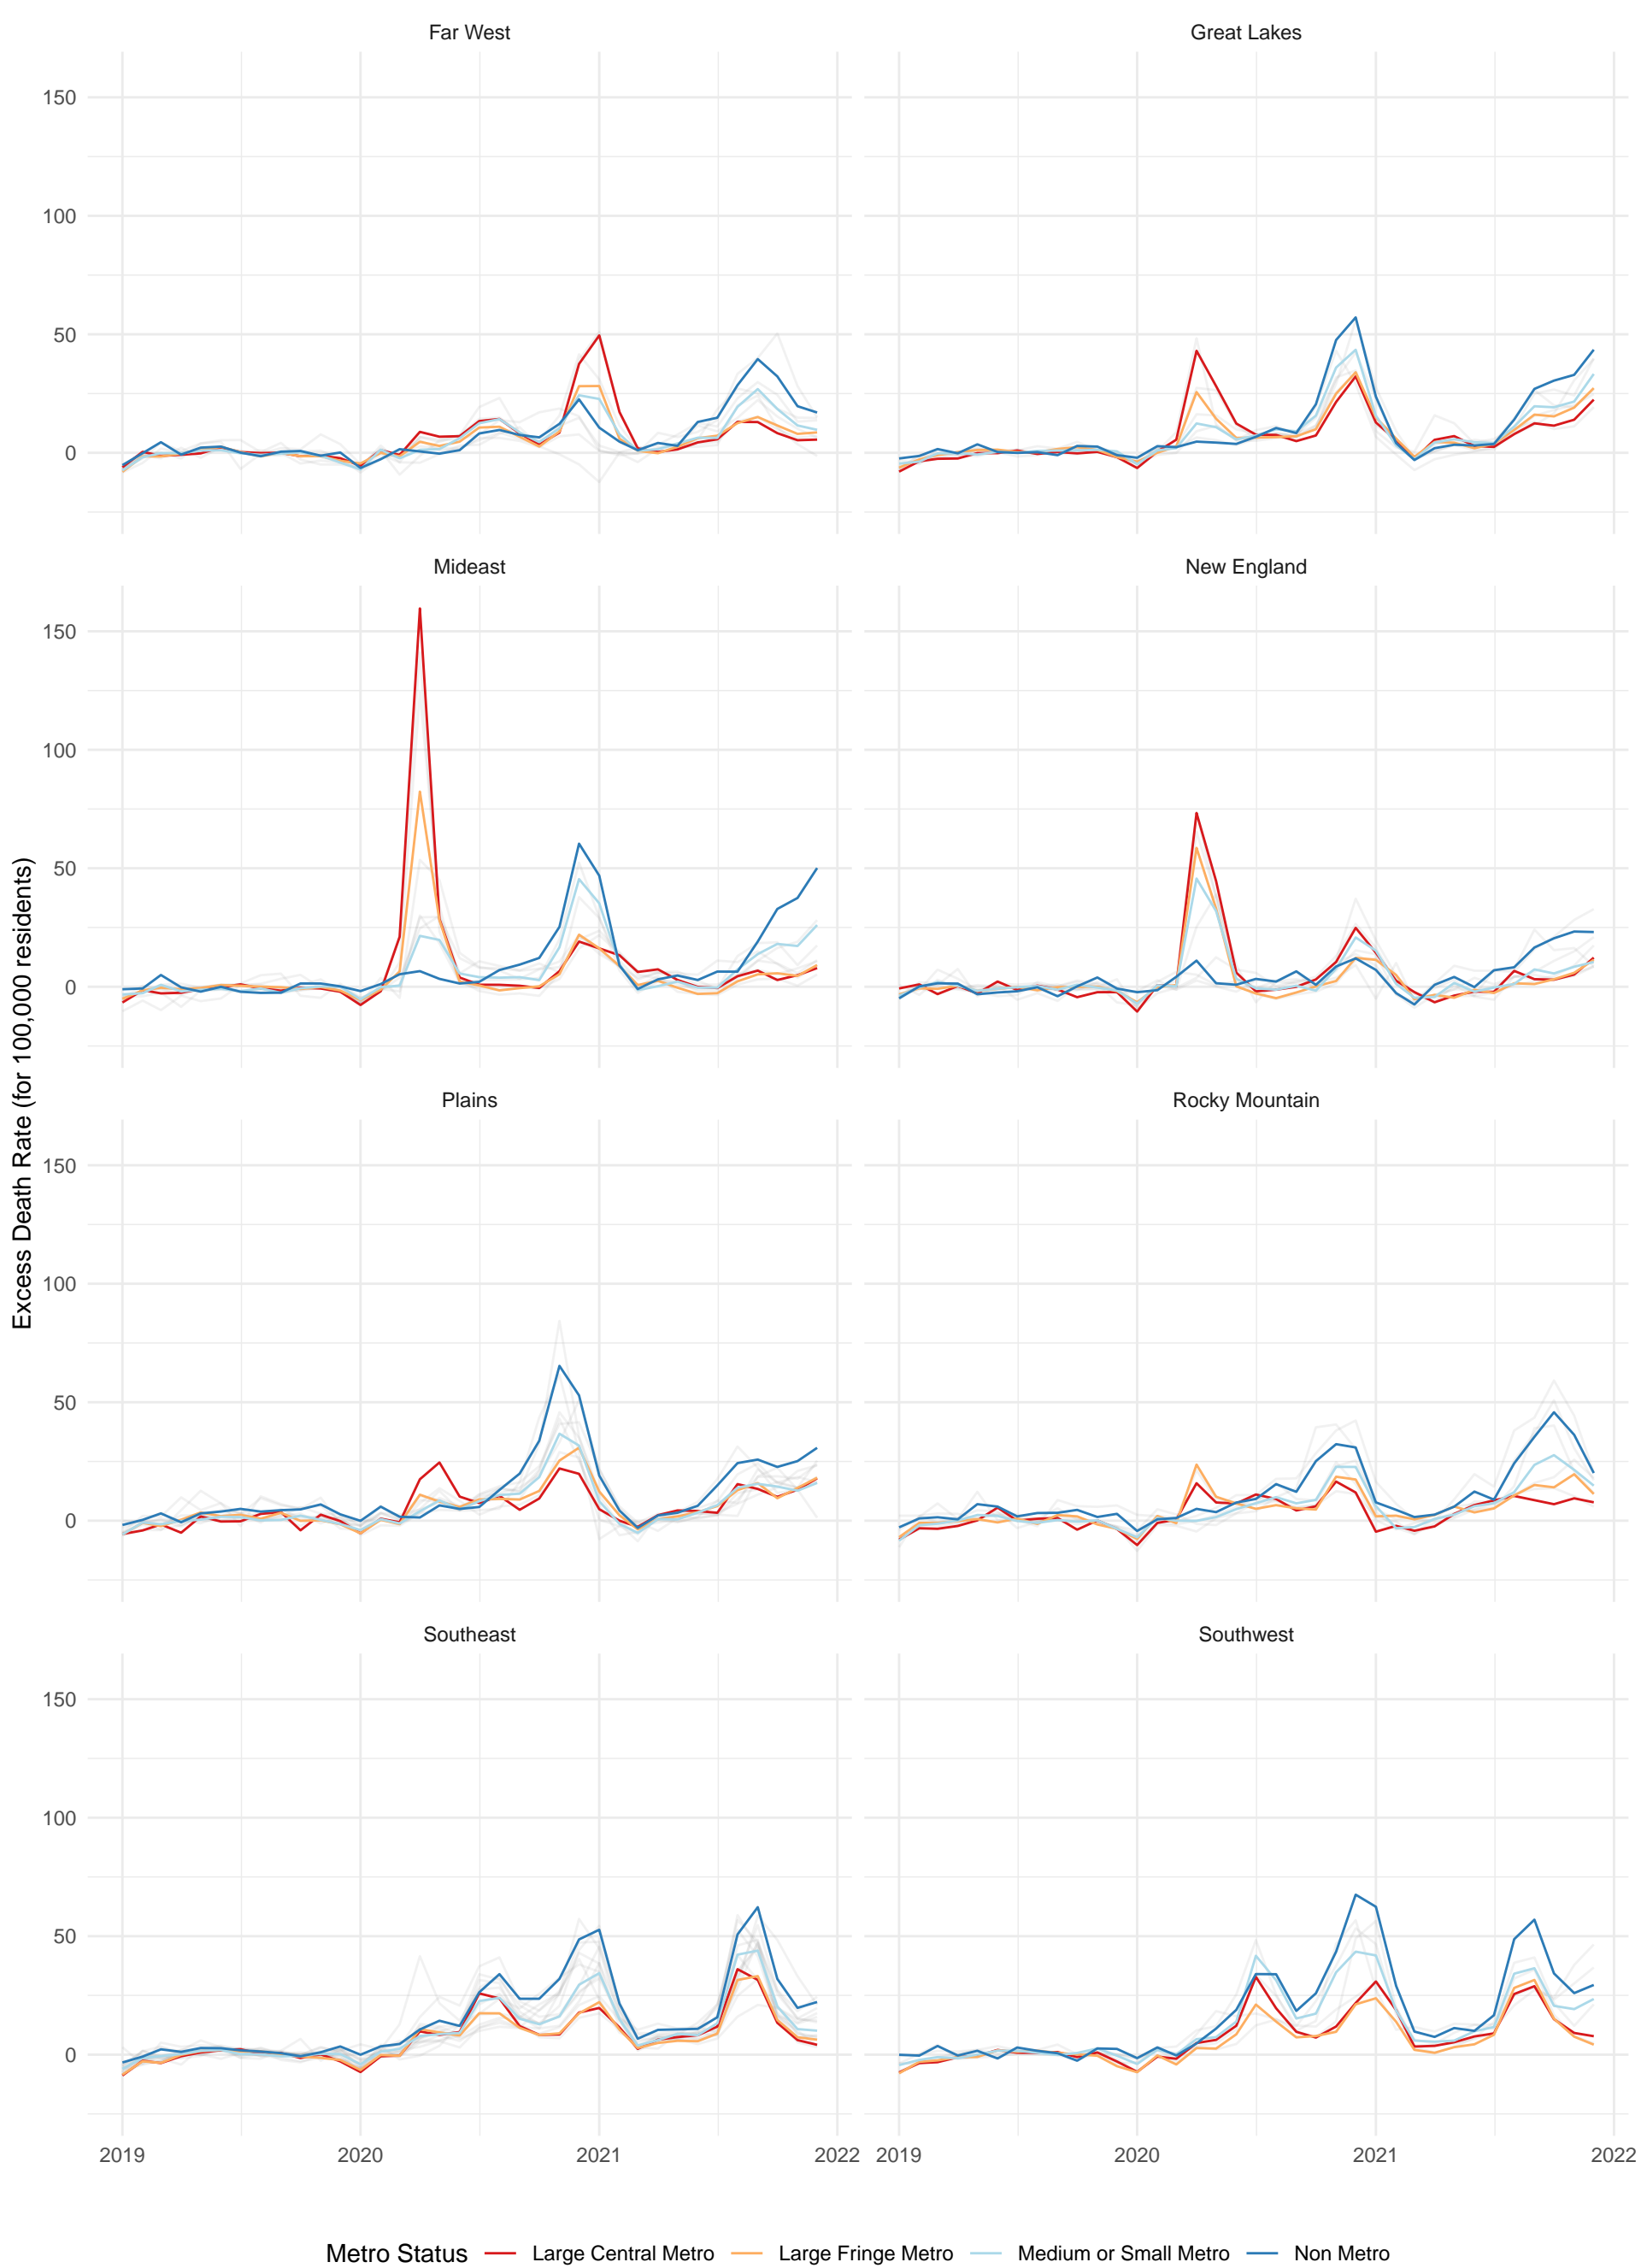 Far West
Great Lakes
150
100
50
0
Mideast
New England
150
100
50
0
Excess Death Rate (for 100,000 residents)
Plains
Rocky Mountain
150
100
50
0
Southeast
Southwest
150
100
50
0
2019 2020 2021 2022 2019 2020 2021 2022
Metro Status Large Central Metro Large Fringe Metro Medium or Small Metro Non Metro